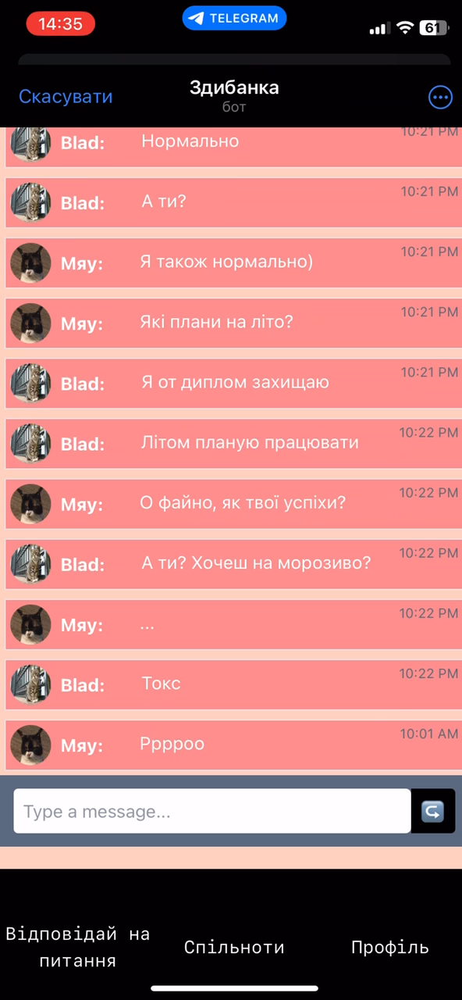 14:35
TELEGRAM
61
Скасувати
Здибанка
бот
Blad: Нормально 10:21 PM
Blad: А ти? 10:21 PM
Мяу: Я також нормально) 10:21 PM
Мяу: Які плани на літо? 10:21 PM
Blad: Я от диплом захищаю 10:21 PM
Blad: Літом планую працювати 10:22 PM
Мяу: О файно, як твої успіхи? 10:22 PM
Blad: А ти? Хочеш на морозиво? 10:22 PM
Мяу: ... 10:22 PM
Blad: Токс 10:22 PM
Мяу: Рррроо 10:01 AM
Type a message...
Відповідай на
питання
Спільноти
Профіль